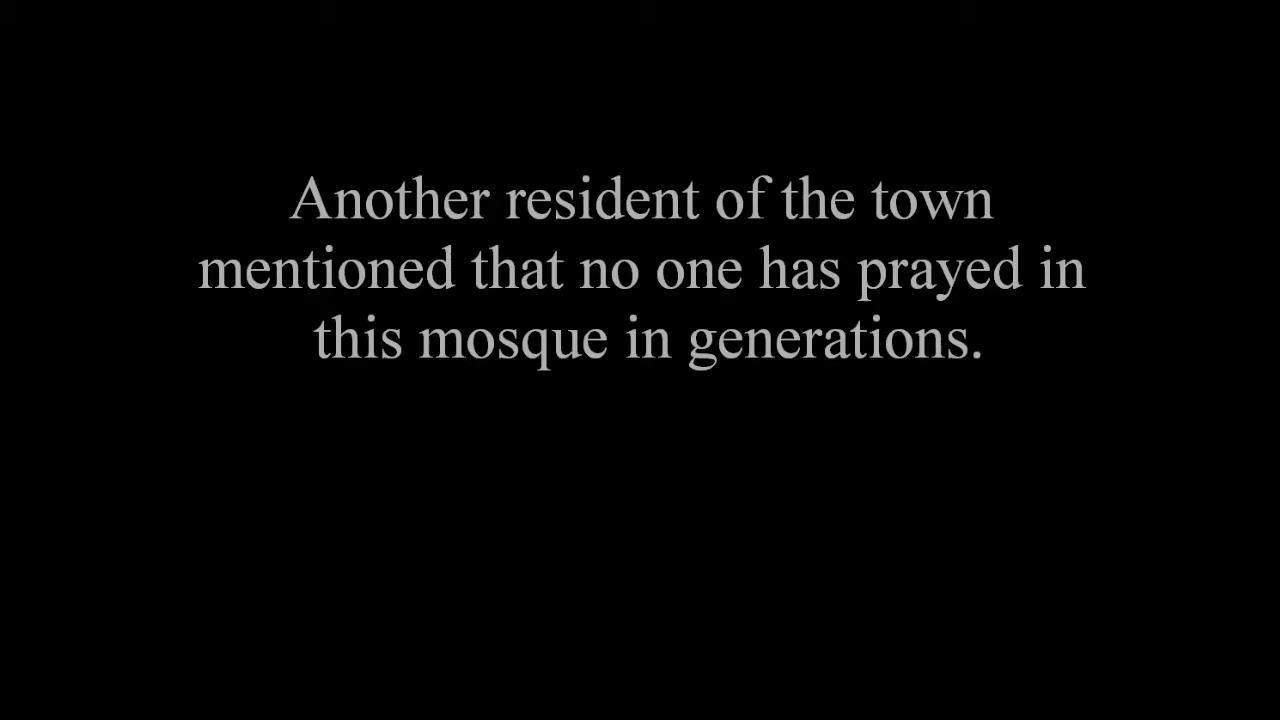 Another resident of the town
mentioned that no one has prayed in
this mosque in generations.